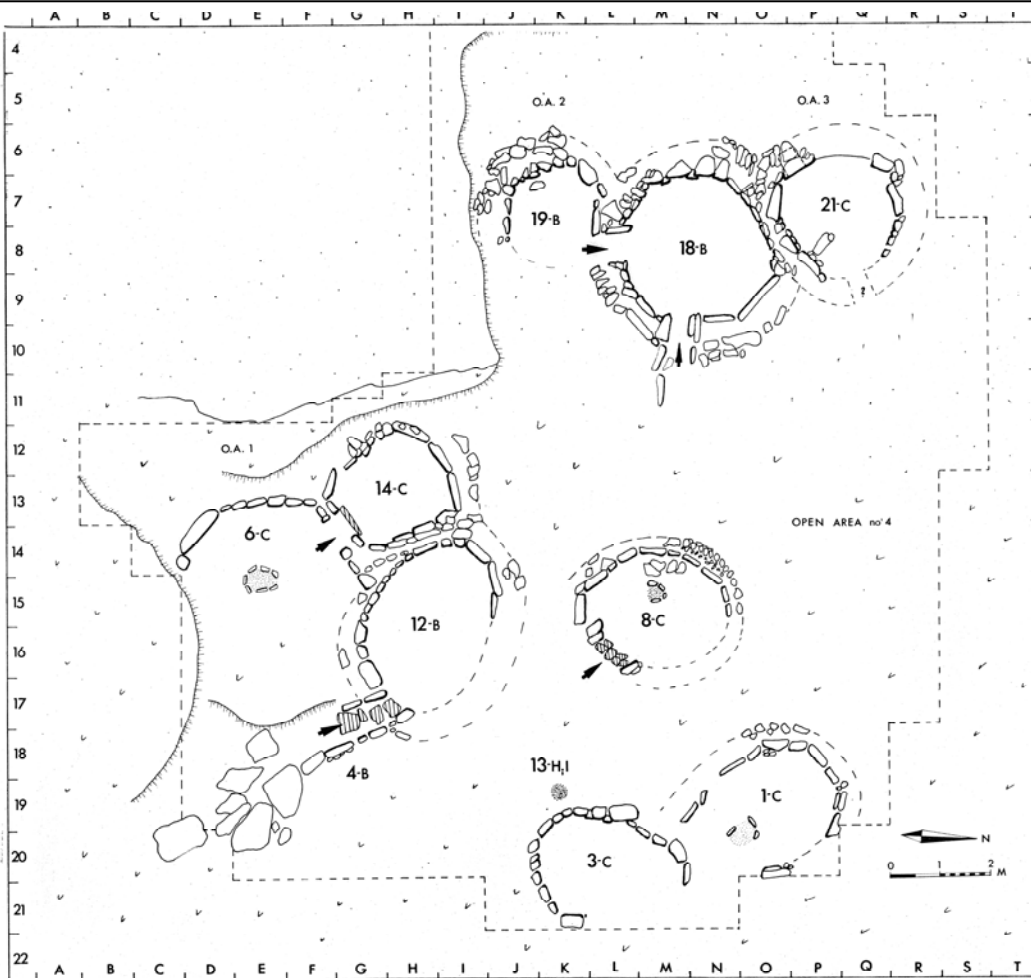 A B C D E F G H I J K L M N O P Q R S T
4
5
O.A. 2
O.A. 3
6
7
19-B
21-C
8
18-B
9
?
10
11
12
O.A. 1
13
14-C
6-C
OPEN AREA no 4
14
15
12-B
8-C
16
17
18
4-B
13-H,I
19
1-C
N
20
3-C
0 2
M
21
22
A B C D E F G H I J K L M N O P Q R S T